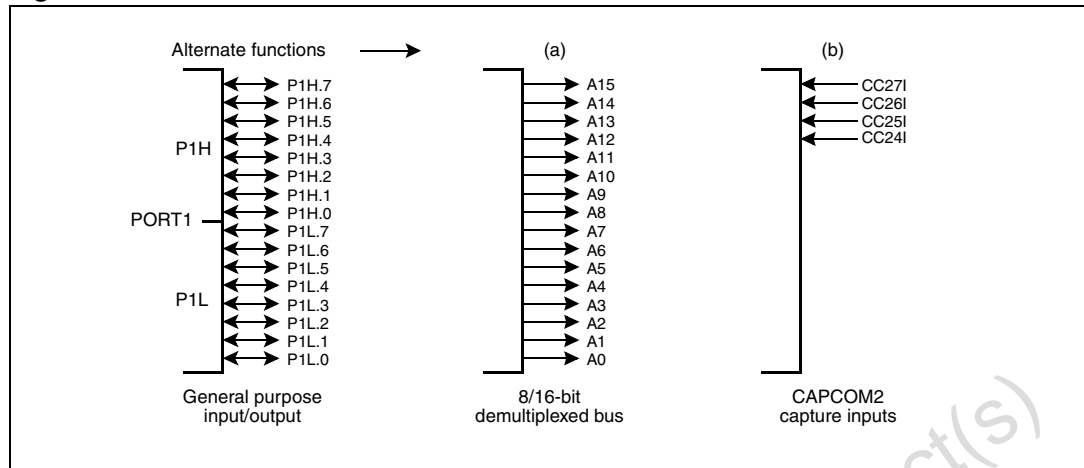 Alternate functions (a) (b)
P1H.7 A15 CC27I
P1H.6 A14 CC26I
P1H.5 A13 CC25I
P1H.4 A12 CC24I
P1H P1H.3 A11
P1H.2 A10
P1H.1 A9
PORT1 P1H.0 A8
P1L.7 A7
P1L.6 A6
P1L.5 A5
P1L.4 A4
P1L P1L.3 A3
P1L.2 A2
P1L.1 A1
P1L.0 A0
General purpose 8/16-bit CAPCOM2
input/output demultiplexed bus capture inputs